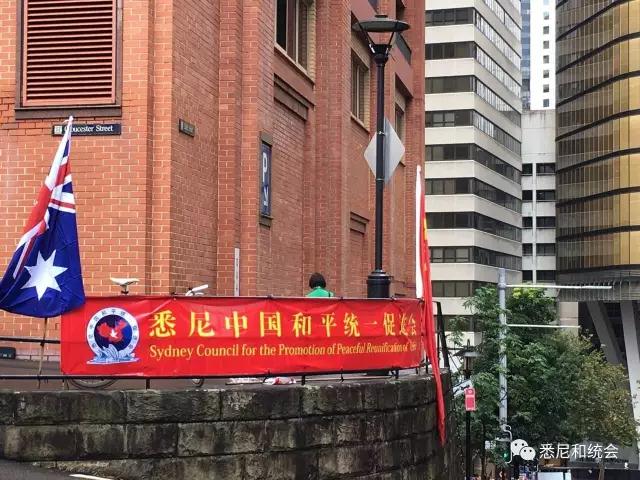 Gloucester Street
P
悉尼中国和平统一促进会
Sydney Council for the Promotion of Peaceful Reunification of
悉尼和统会